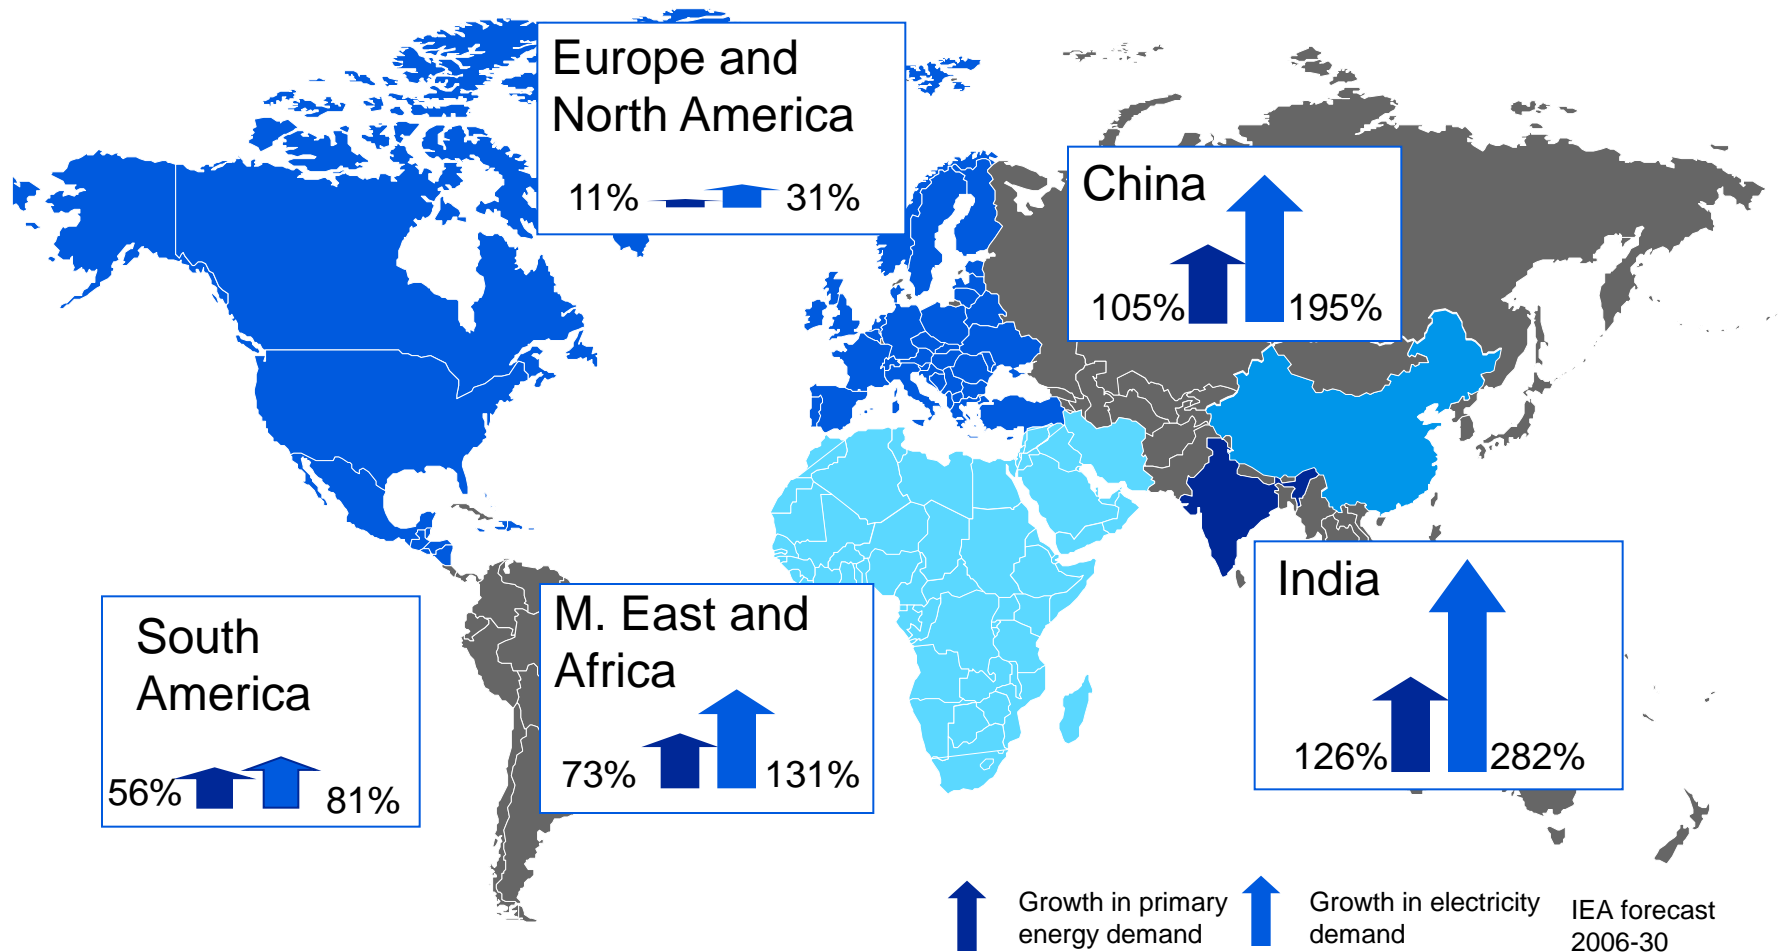 Europe and
North America
11%
31%
China
105%
195%
South
America
56%
81%
M. East and
Africa
73%
131%
India
126%
282%
Growth in primary
energy demand
Growth in electricity
demand
IEA forecast
2006-30